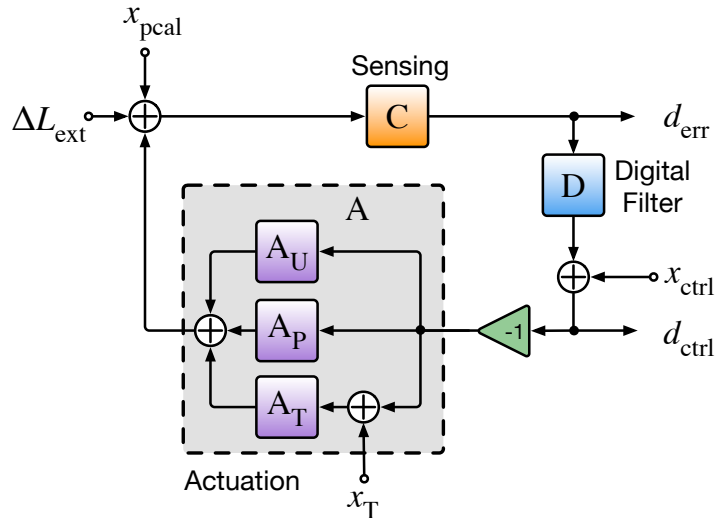 x_pcal
Sensing
ΔL_ext
C
d_err
D
Digital
Filter
A
A_U
x_ctrl
A_P
-1
d_ctrl
A_T
Actuation
x_T